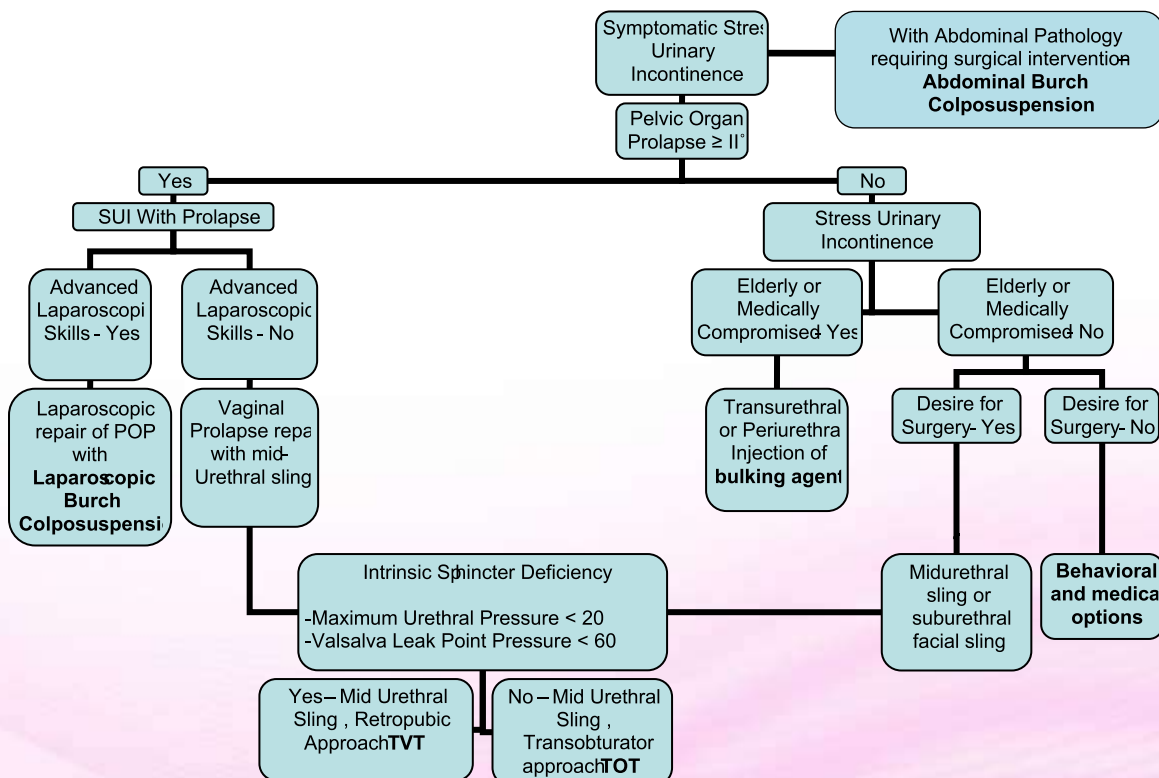 Symptomatic Stres
Urinary
Incontinence
With Abdominal Pathology
requiring surgical intervention-
Abdominal Burch
Colposuspension
Pelvic Organ
Prolapse ≥ II°
Yes
No
SUI With Prolapse
Stress Urinary
Incontinence
Advanced
Laparoscopi
Skills - Yes
Advanced
Laparoscopic
Skills - No
Elderly or
Medically
Compromised- Yes
Elderly or
Medically
Compromised- No
Laparoscopic
repair of POP
with
Laparoscopic
Burch
Colposuspensi
Vaginal
Prolapse repa
with mid-
Urethral sling
Transurethral
or Periurethra
Injection of
bulking agent
Desire for
Surgery- Yes
Desire for
Surgery- No
Intrinsic Sphincter Deficiency
-Maximum Urethral Pressure < 20
-Valsalva Leak Point Pressure < 60
Midurethral
sling or
suburethral
facial sling
Behavioral
and medica
options
Yes – Mid Urethral
Sling , Retropubic
Approach TVT
No – Mid Urethral
Sling ,
Transobturator
approach TOT